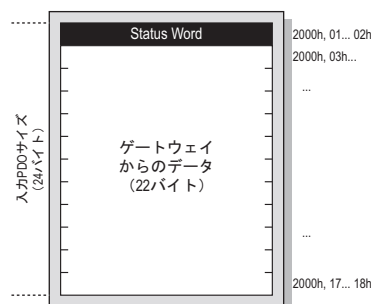 Status Word
2000h, 01... 02h
2000h, 03h...
...
入力PDOサイズ
(24バイト)
ゲートウェイ
からのデータ
(22バイト)
...
2000h, 17... 18h